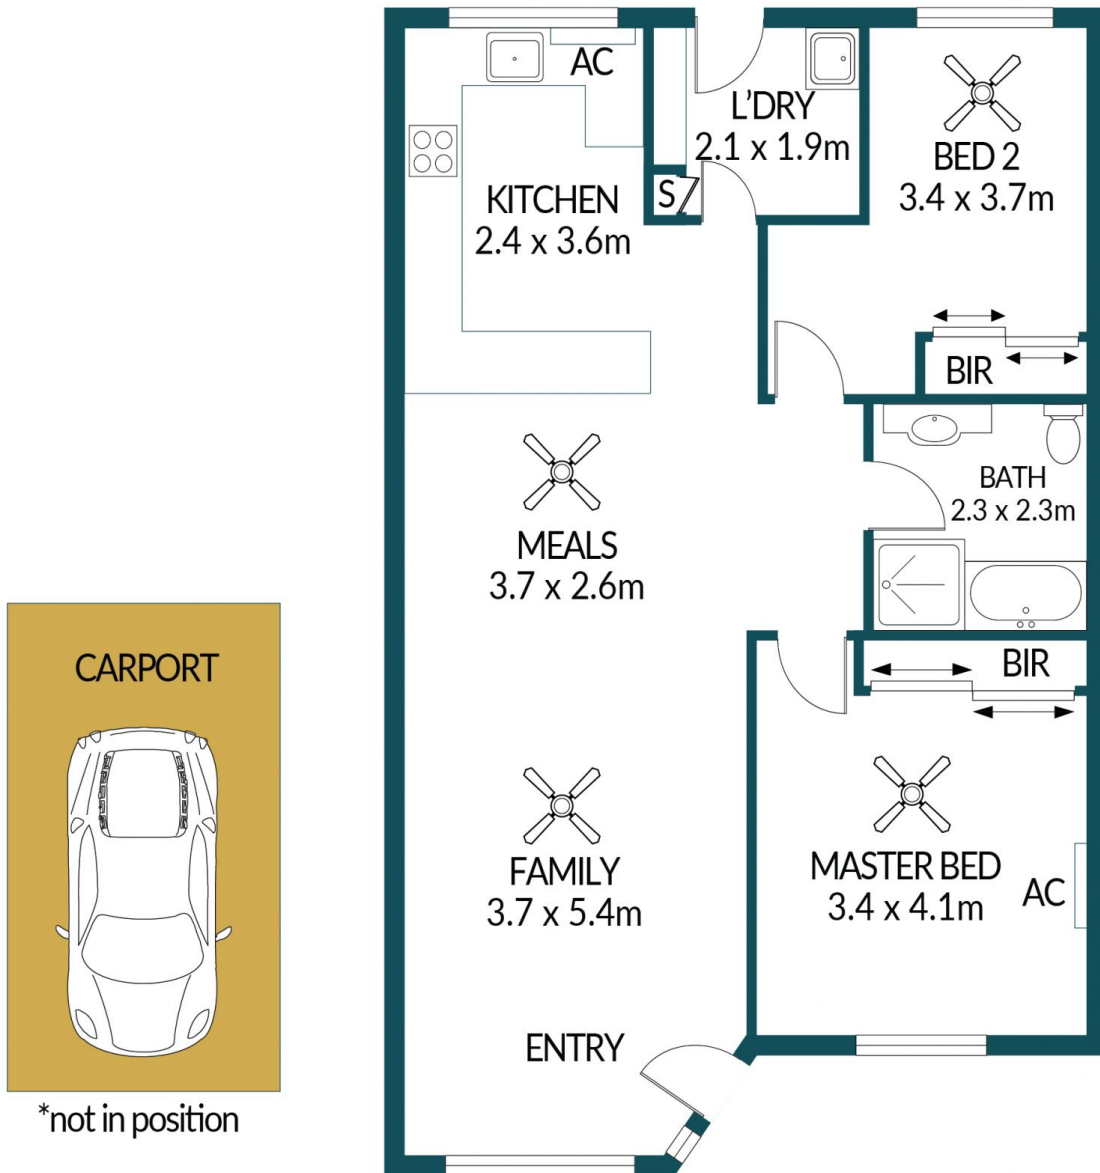 AC
L'DRY
2.1 x 1.9m
BED 2
3.4 x 3.7m
S
KITCHEN
2.4 x 3.6m
BIR
BATH
2.3 x 2.3m
MEALS
3.7 x 2.6m
CARPORT
*not in position
BIR
FAMILY
3.7 x 5.4m
MASTER BED
3.4 x 4.1m
AC
ENTRY